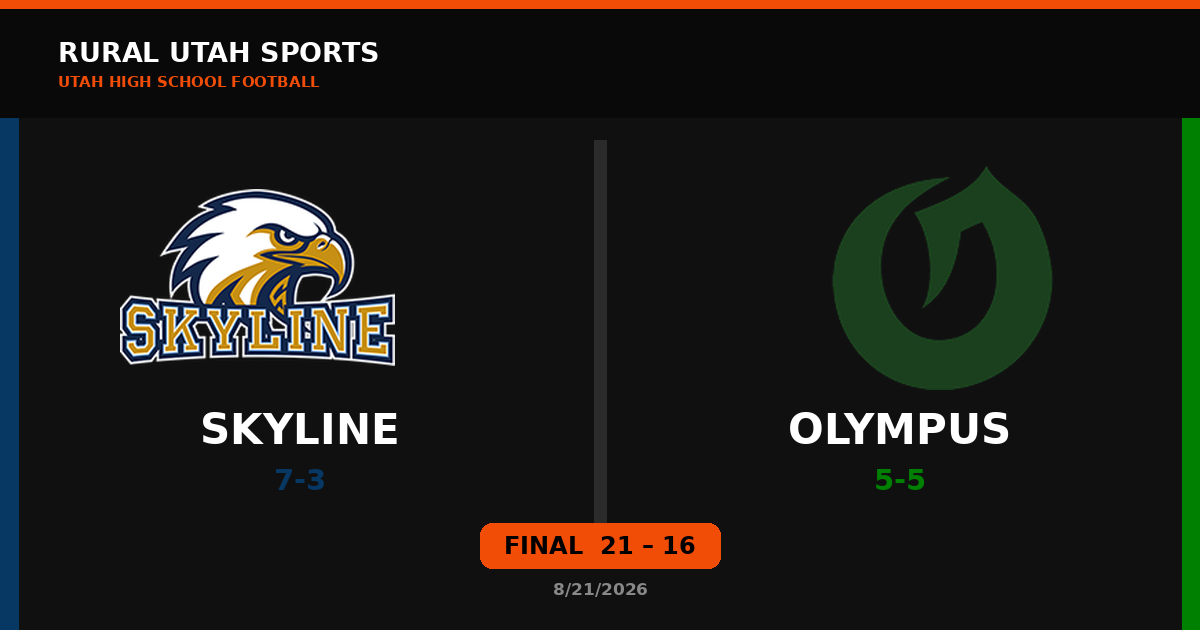 RURAL UTAH SPORTS
UTAH HIGH SCHOOL FOOTBALL
SKYLINE
SKYLINE
7-3
OLYMPUS
5-5
FINAL 21 – 16
8/21/2026